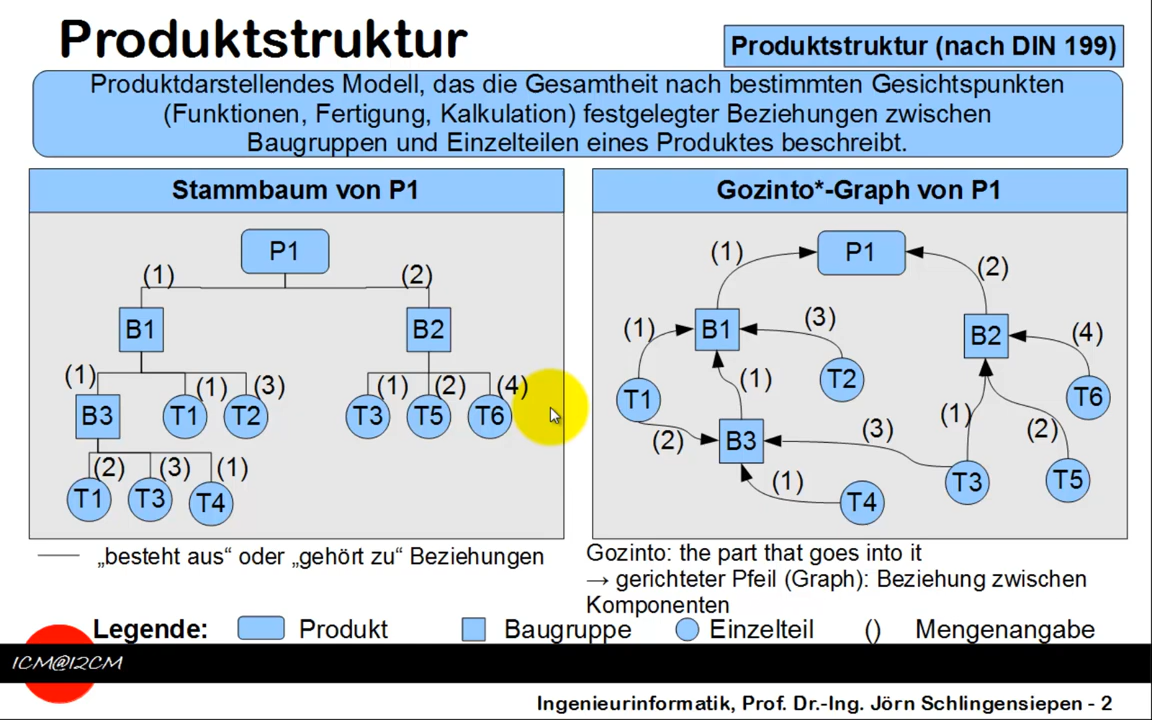 Produktstruktur
Produktstruktur (nach DIN 199)
Produktdarstellendes Modell, das die Gesamtheit nach bestimmten Gesichtspunkten
(Funktionen, Fertigung, Kalkulation) festgelegter Beziehungen zwischen
Baugruppen und Einzelteilen eines Produktes beschreibt.
Stammbaum von P1
P1
(1) (2)
B1 B2
(1) (1) (3) (1) (2) (4)
B3 T1 T2 T3 T5 T6
(2) (3) (1)
T1 T3 T4
„besteht aus“ oder „gehört zu“ Beziehungen
Gozinto*-Graph von P1
(1) P1 (2)
(1) B1 (3) B2 (4)
T1 (1) T2 T6
(2) B3 (3) (1) (2)
(1) T4 T3 T5
Gozinto: the part that goes into it
→ gerichteter Pfeil (Graph): Beziehung zwischen
Komponenten
Legende: Produkt Baugruppe Einzelteil () Mengenangabe
1CM@12CM
Ingenieurinformatik, Prof. Dr.-Ing. Jörn Schlingensiepen - 2